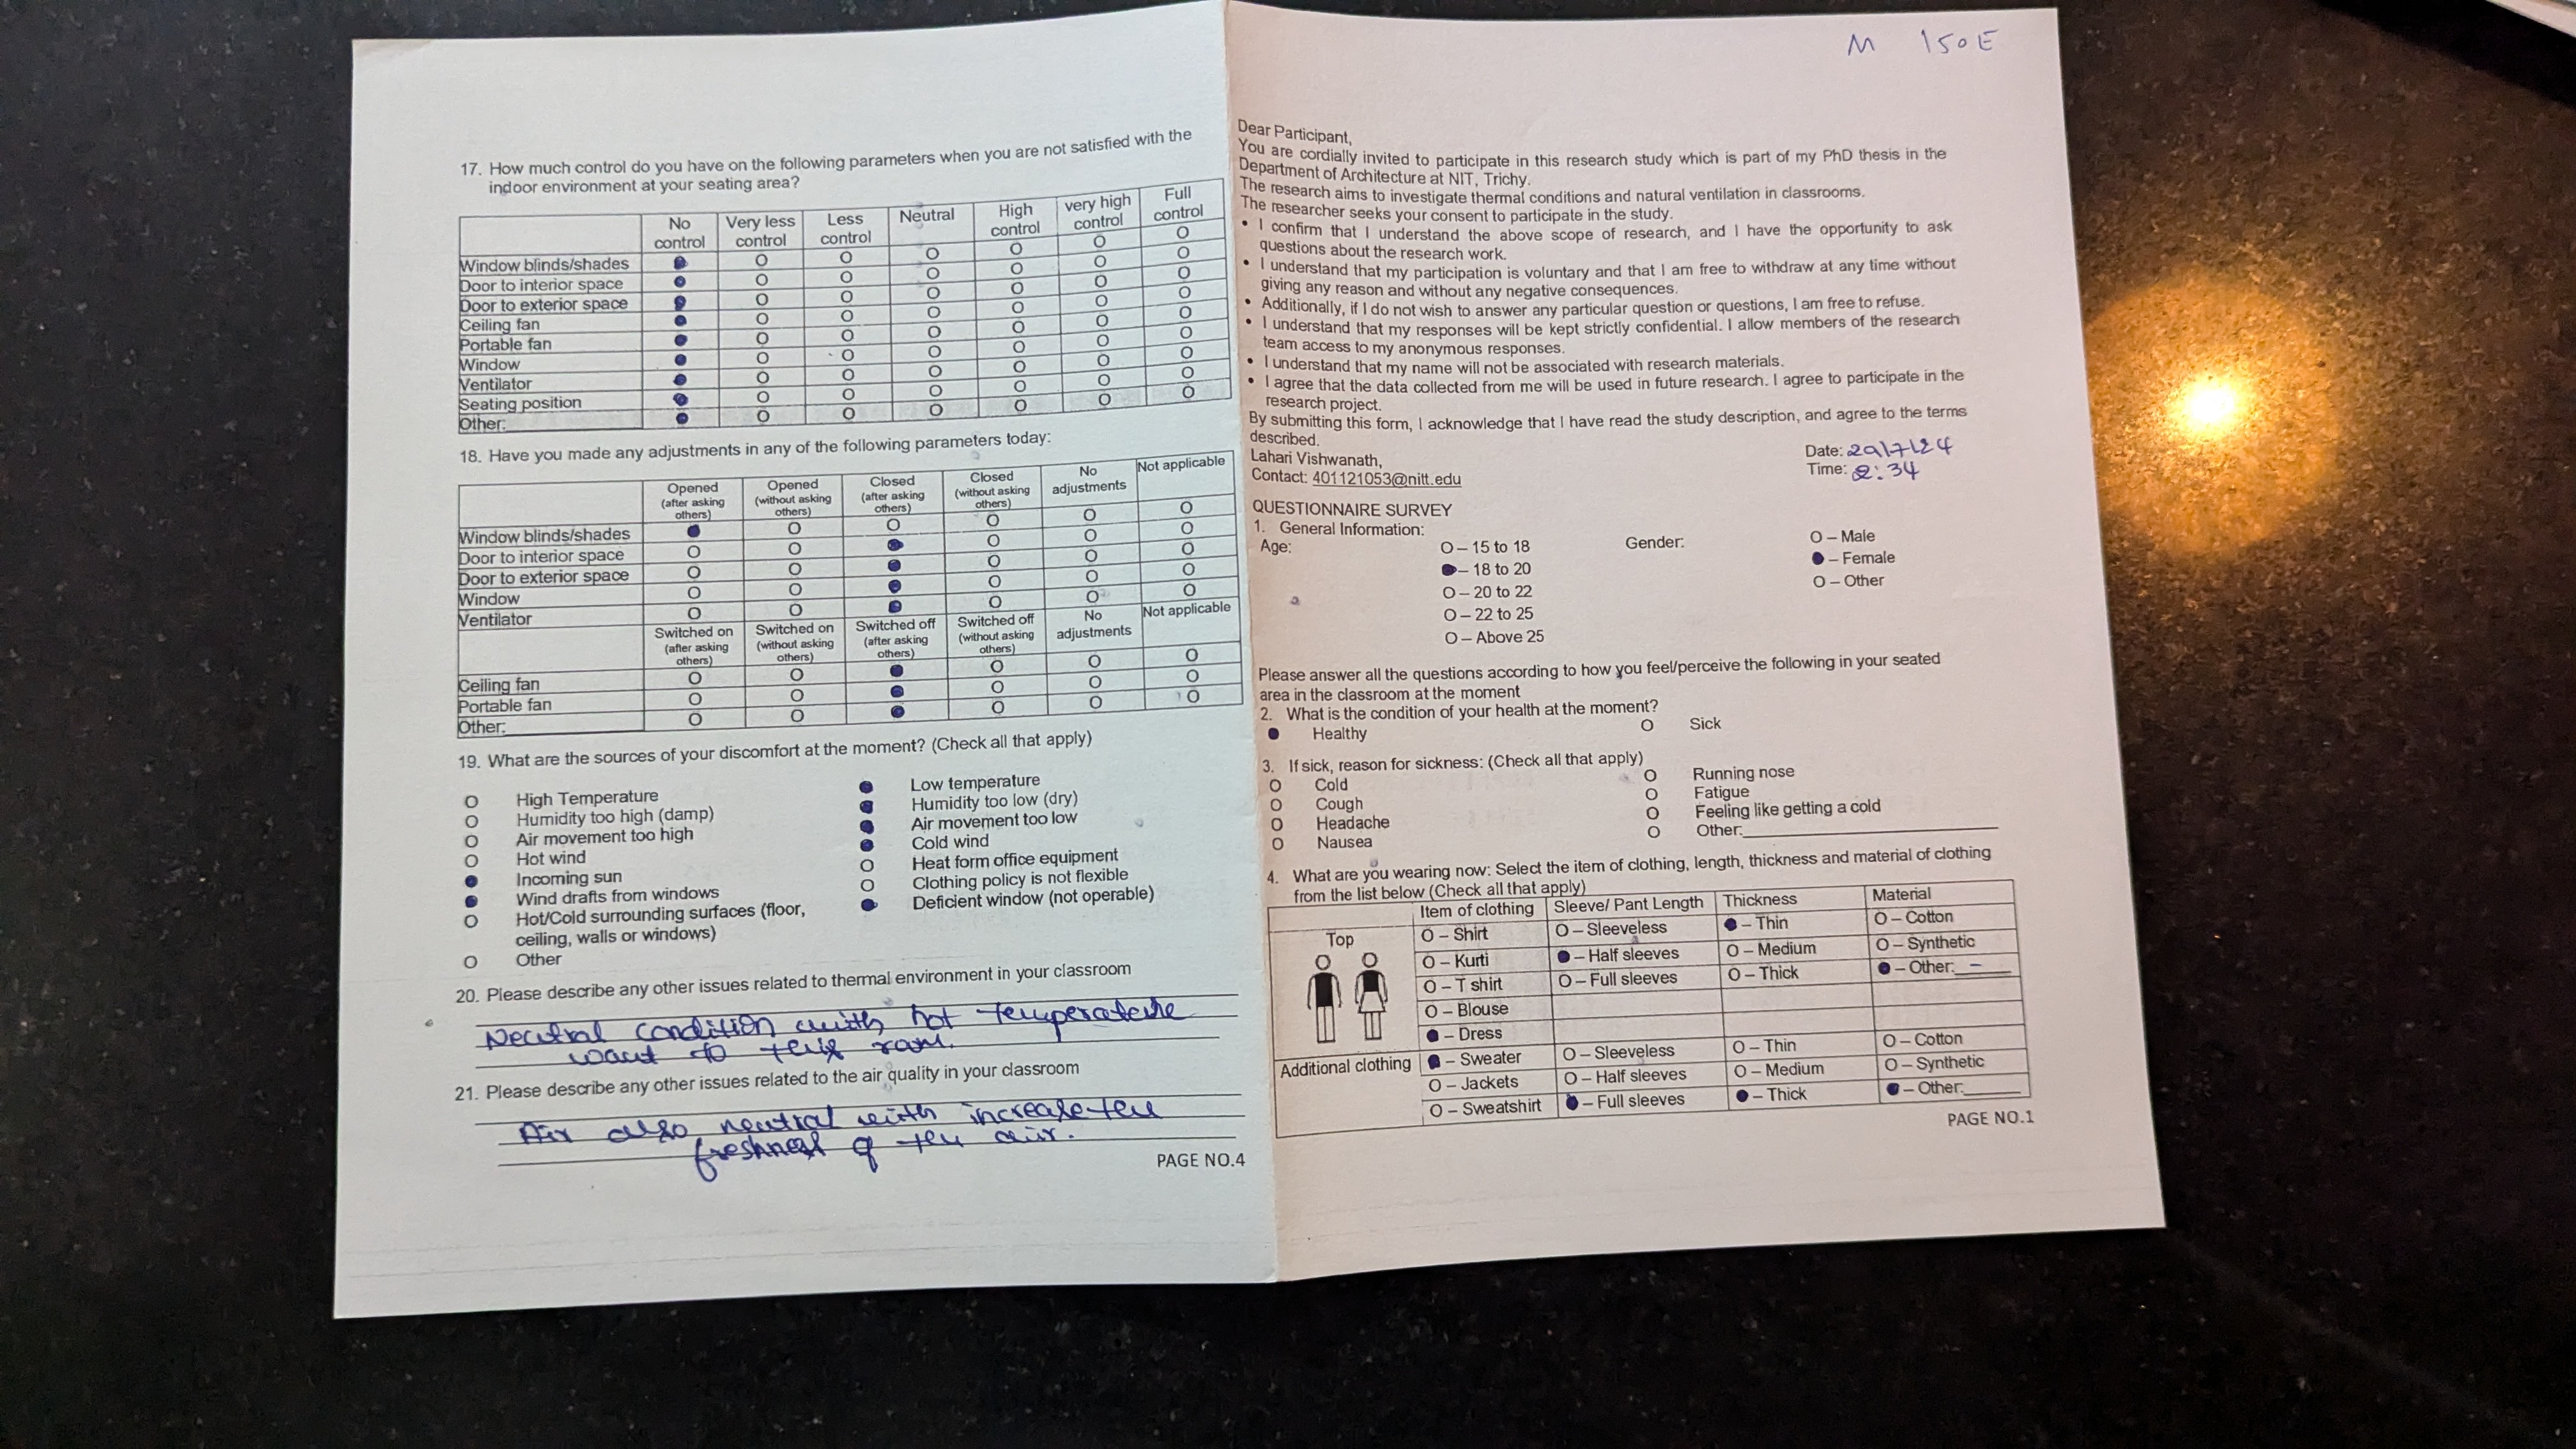 17. How much control do you have on the following parameters when you are not satisfied with the
indoor environment at your seating area?
No control Very less control Less control Neutral High control very high control Full control
Window blinds/shades ● O O O O O O
Door to interior space ● O O O O O O
Door to exterior space ● O O O O O O
Ceiling fan ● O O O O O O
Portable fan ● O O O O O O
Window ● O O O O O O
Ventilator ● O O O O O O
Seating position ● O O O O O O
Other: ● O O O O O O
18. Have you made any adjustments in any of the following parameters today:
Opened (after asking others) Opened (without asking others) Closed (after asking others) Closed (without asking others) No adjustments Not applicable
Window blinds/shades ● O O O O O
Door to interior space O O ● O O O
Door to exterior space O O ● O O O
Window O O ● O O O
Ventilator O O ● O O O
Switched on (after asking others) Switched on (without asking others) Switched off (after asking others) Switched off (without asking others) No adjustments Not applicable
Ceiling fan O O ● O O O
Portable fan O O ● O O O
Other: O O ● O O O
19. What are the sources of your discomfort at the moment? (Check all that apply)
O High Temperature
O Humidity too high (damp)
O Air movement too high
O Hot wind
● Incoming sun
● Wind drafts from windows
O Hot/Cold surrounding surfaces (floor,
ceiling, walls or windows)
O Other
● Low temperature
● Humidity too low (dry)
● Air movement too low
● Cold wind
O Heat form office equipment
O Clothing policy is not flexible
● Deficient window (not operable)
20. Please describe any other issues related to thermal environment in your classroom
Neutral condition with hot temperature
want to this
21. Please describe any other issues related to the air quality in your classroom
Air also neutral with increase the
freshness of the air.
PAGE NO.4
M 150E
Dear Participant,
You are cordially invited to participate in this research study which is part of my PhD thesis in the
Department of Architecture at NIT, Trichy.
The research aims to investigate thermal conditions and natural ventilation in classrooms.
The researcher seeks your consent to participate in the study.
• I confirm that I understand the above scope of research, and I have the opportunity to ask
questions about the research work.
• I understand that my participation is voluntary and that I am free to withdraw at any time without
giving any reason and without any negative consequences.
• Additionally, if I do not wish to answer any particular question or questions, I am free to refuse.
• I understand that my responses will be kept strictly confidential. I allow members of the research
team access to my anonymous responses.
• I understand that my name will not be associated with research materials.
• I agree that the data collected from me will be used in future research. I agree to participate in the
research project.
By submitting this form, I acknowledge that I have read the study description, and agree to the terms
described.
Lahari Vishwanath,
Contact: 401121053@nitt.edu
Date: 29/7/24
Time: 2:34
QUESTIONNAIRE SURVEY
1. General Information:
Age:
O – 15 to 18
● – 18 to 20
O – 20 to 22
O – 22 to 25
O – Above 25
Gender:
O – Male
● – Female
O – Other
Please answer all the questions according to how you feel/perceive the following in your seated
area in the classroom at the moment
2. What is the condition of your health at the moment?
● Healthy O Sick
3. If sick, reason for sickness: (Check all that apply)
O Cold O Running nose
O Cough O Fatigue
O Headache O Feeling like getting a cold
O Nausea O Other:
4. What are you wearing now: Select the item of clothing, length, thickness and material of clothing
from the list below (Check all that apply)
Item of clothing Sleeve/ Pant Length Thickness Material
Top
O – Shirt O – Sleeveless ● – Thin O – Cotton
O – Kurti ● – Half sleeves O – Medium O – Synthetic
O – T shirt O – Full sleeves O – Thick ● – Other: –
O – Blouse
● – Dress
Additional clothing ● – Sweater O – Sleeveless O – Thin O – Cotton
O – Jackets O – Half sleeves O – Medium O – Synthetic
O – Sweatshirt ● – Full sleeves ● – Thick ● – Other:
PAGE NO.1